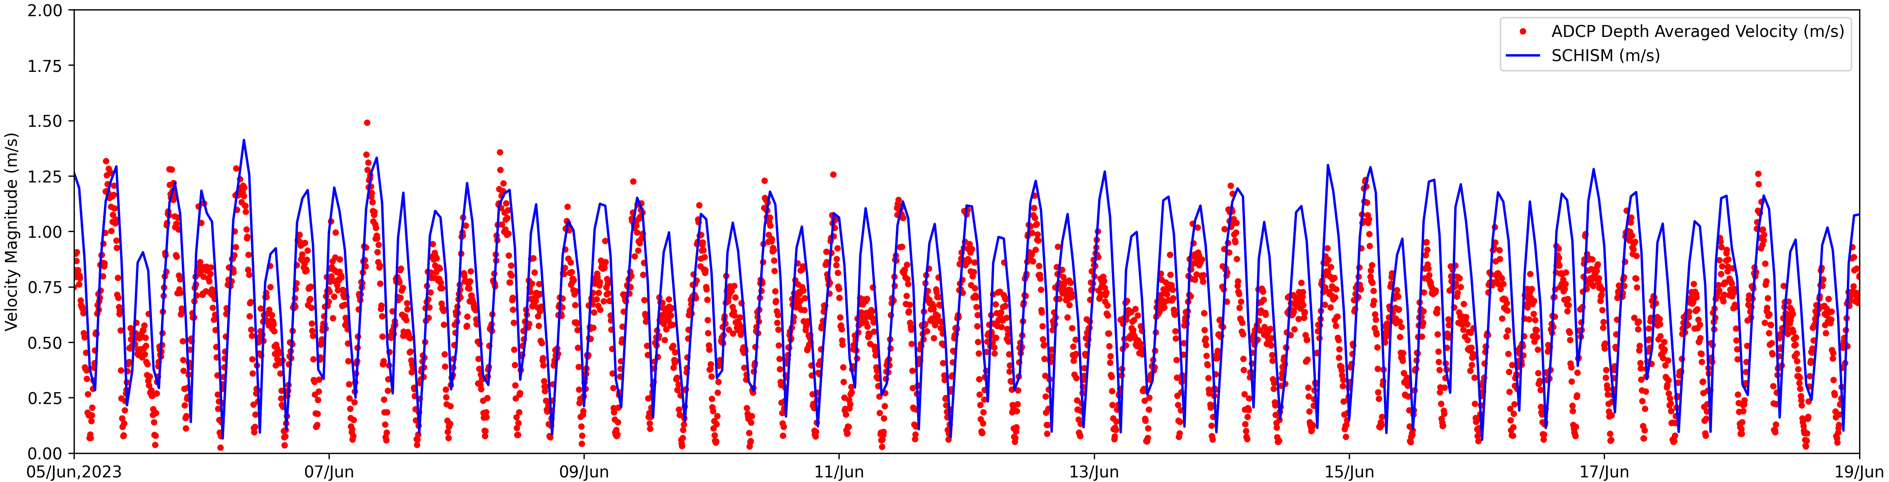 2.00
1.75
1.50
1.25
1.00
0.75
0.50
0.25
0.00
Velocity Magnitude (m/s)
ADCP Depth Averaged Velocity (m/s)
SCHISM (m/s)
05/Jun,2023
07/Jun
09/Jun
11/Jun
13/Jun
15/Jun
17/Jun
19/Jun